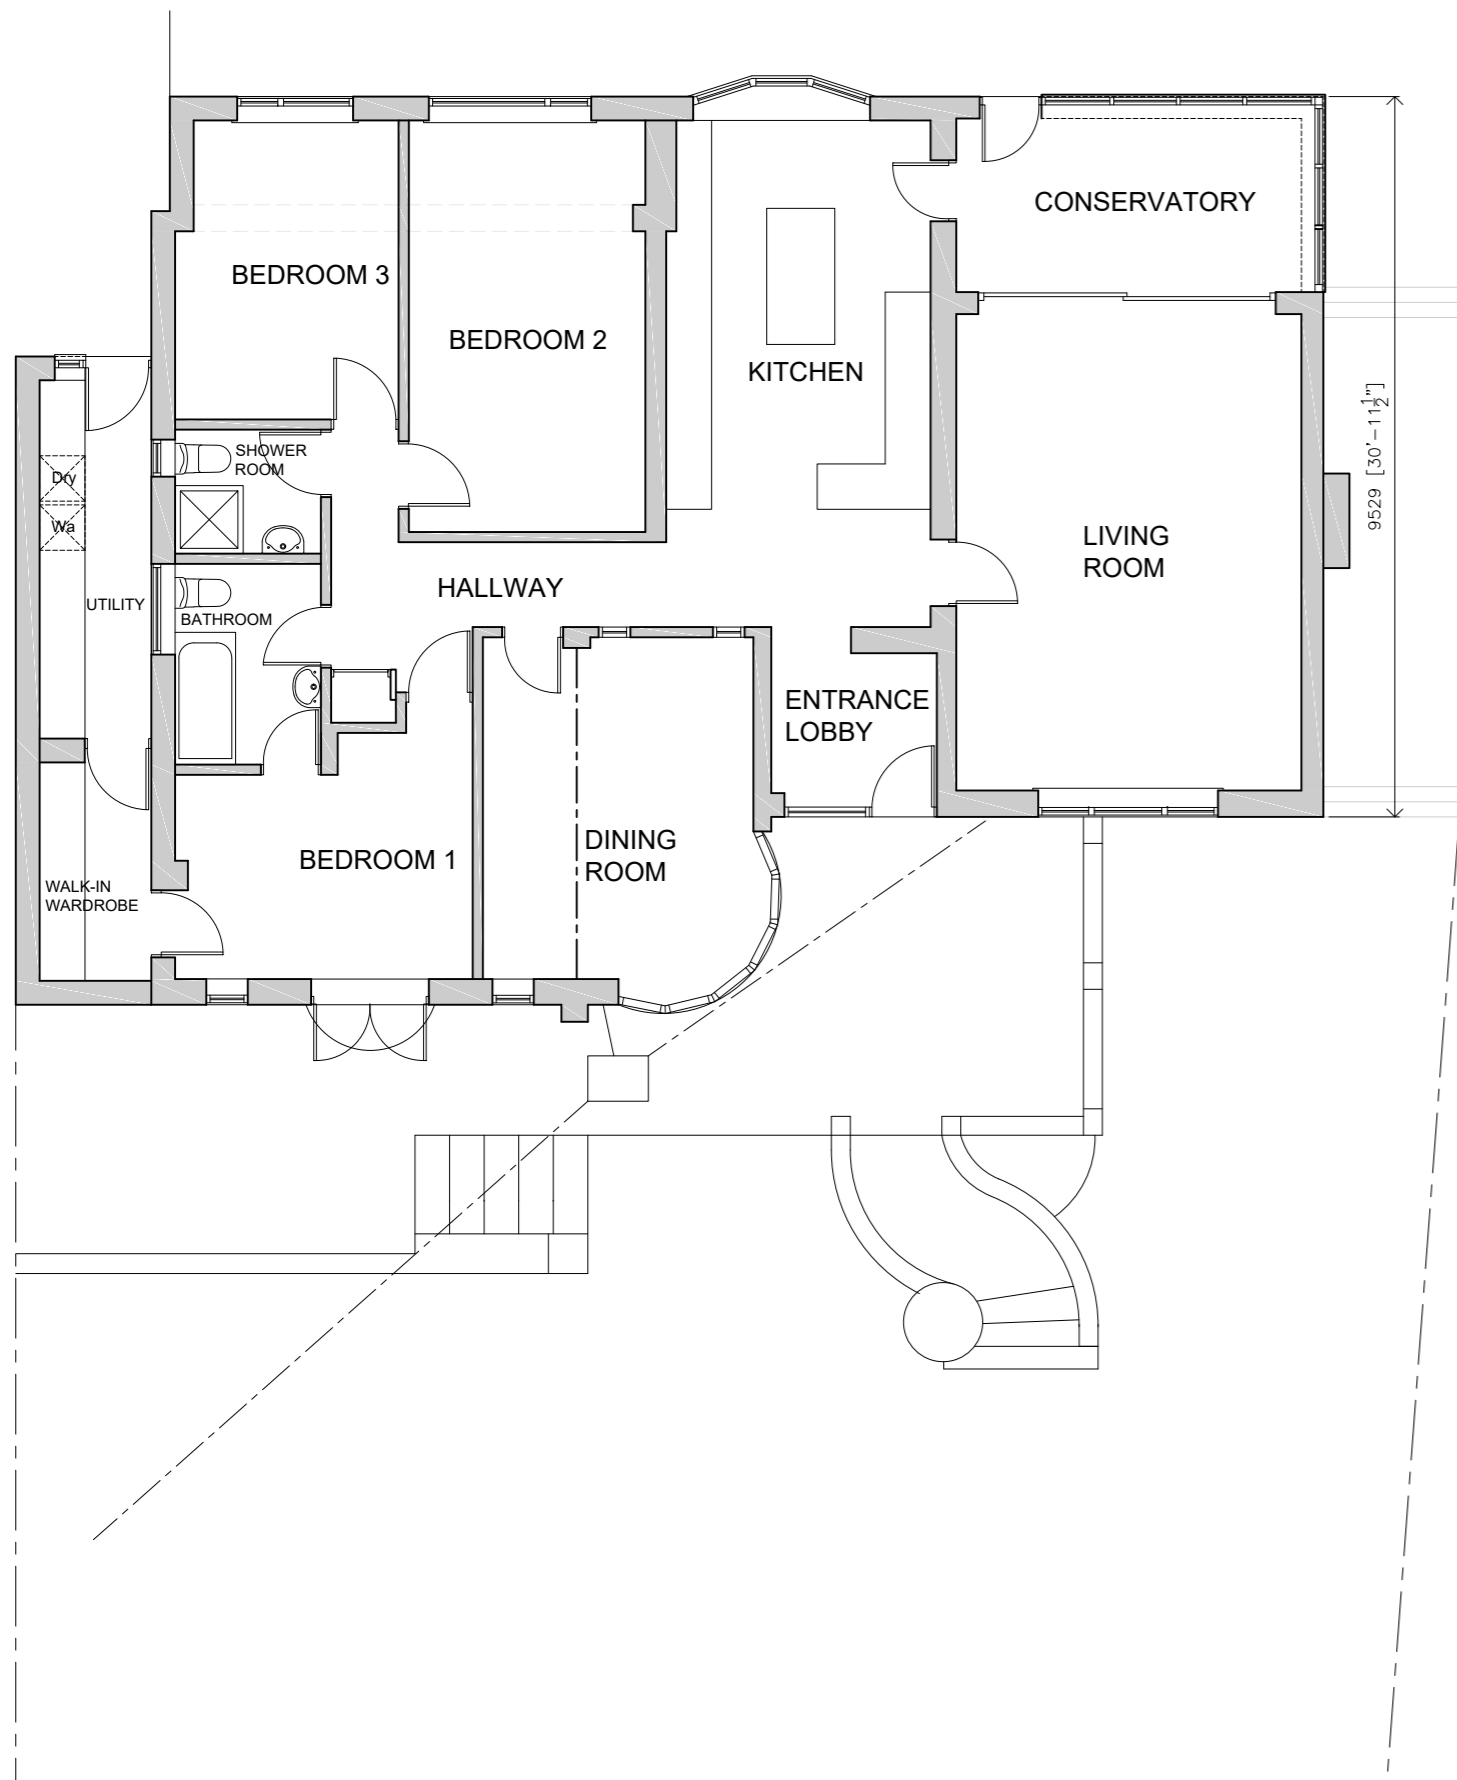 CONSERVATORY
BEDROOM 3
BEDROOM 2
KITCHEN
9529 [30'-11½"]
SHOWER
ROOM
Dry
Wa
LIVING
ROOM
HALLWAY
UTILITY
BATHROOM
ENTRANCE
LOBBY
DINING
ROOM
BEDROOM 1
WALK-IN
WARDROBE